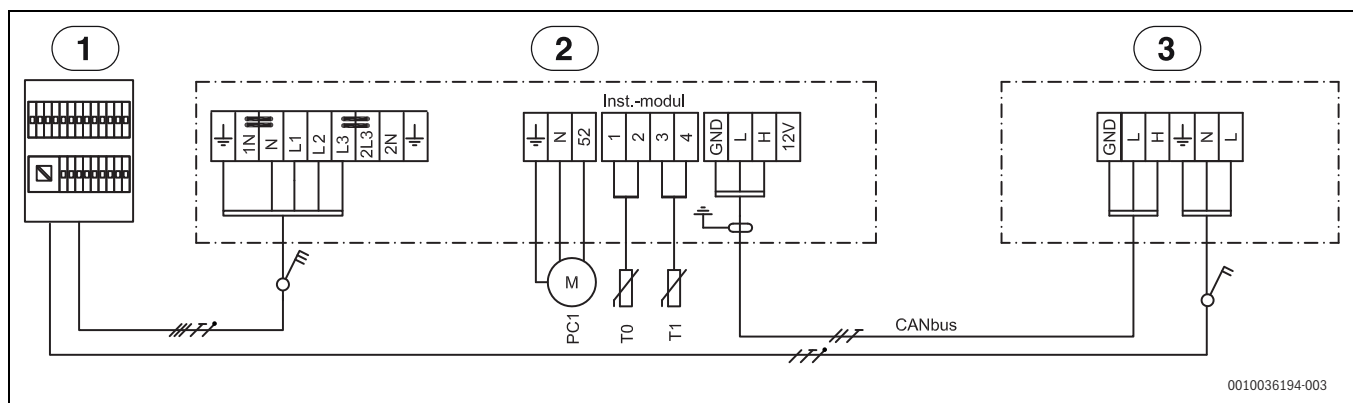 1
2
3
Inst.-modul
1N N L1 L2 L3 2L3 2N
N 52
1 2 3 4
GND L H 12V
GND L H N L
M
PC1
T0
T1
CANbus
0010036194-003